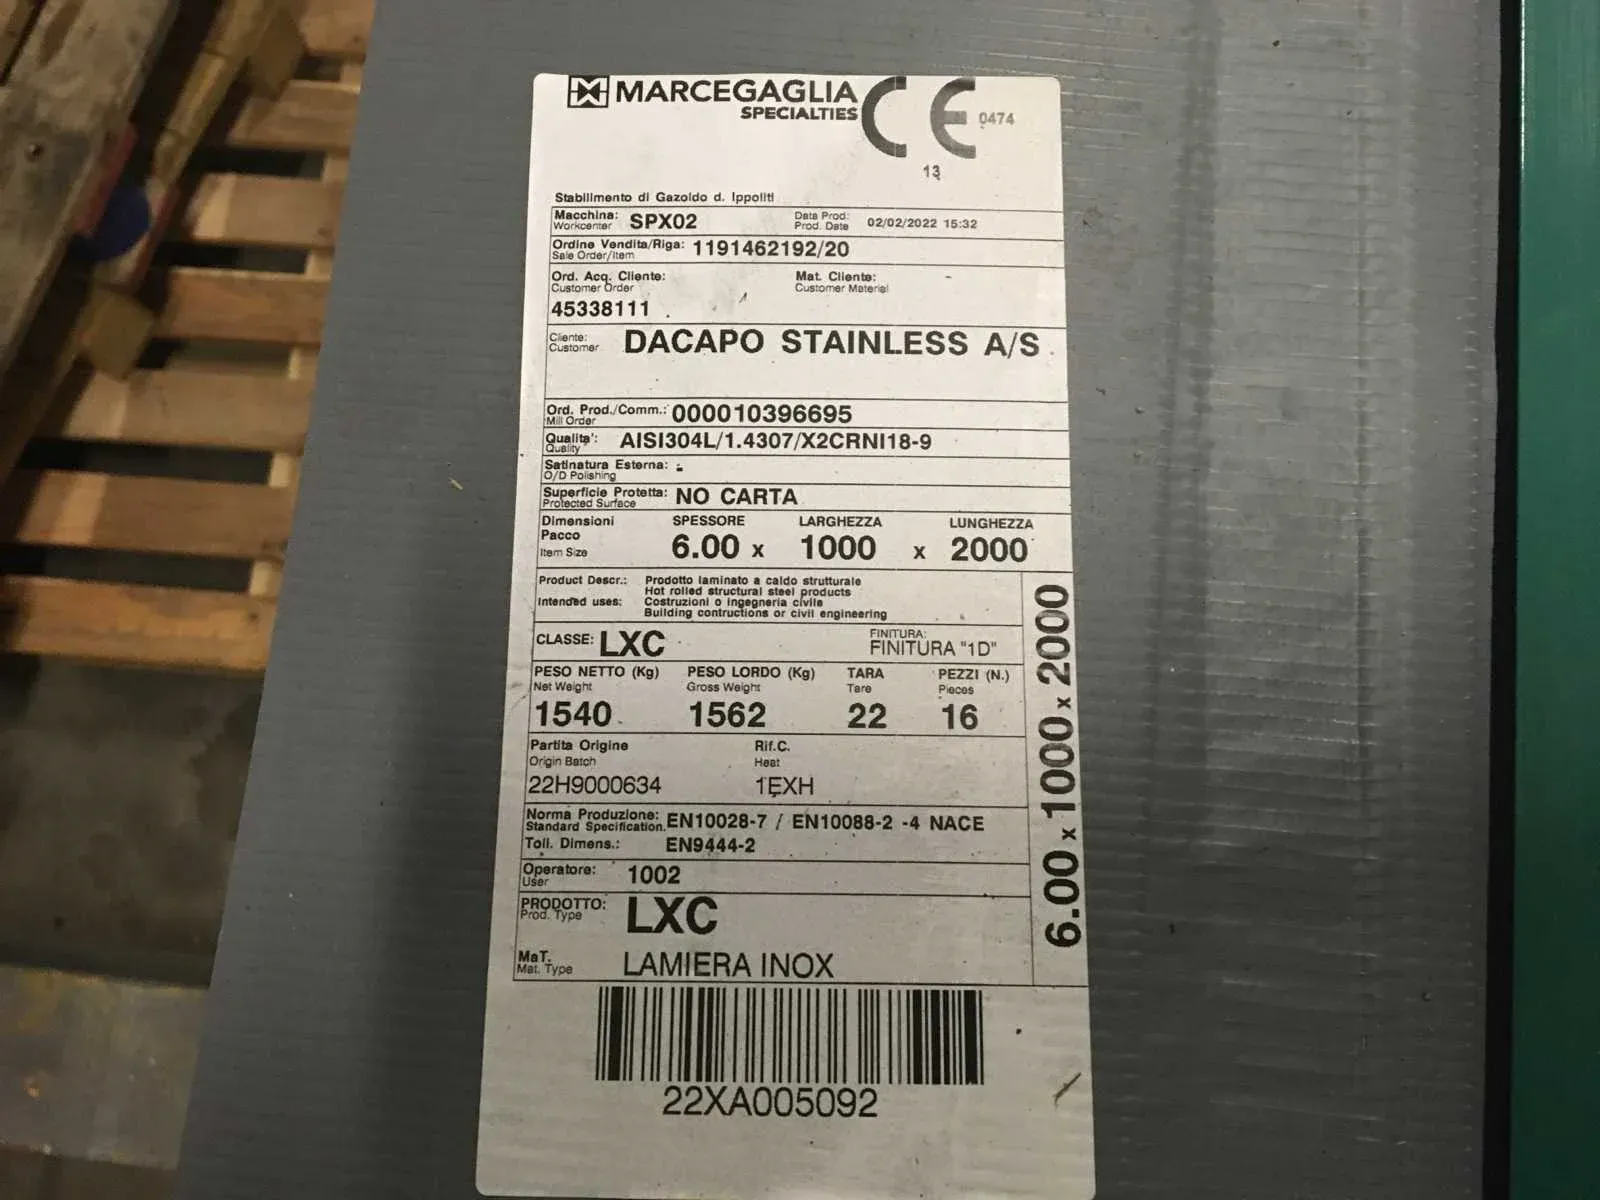 MARCEGAGLIA
SPECIALTIES
CE 0474
13
Stabilimento di Gazoldo d. Ippoliti
Macchina: SPX02 Data Prod: 02/02/2022 15:32
Workcenter Prod. Date
Ordine Vendita/Riga: 1191462192/20
Sale Order/Item
Ord. Acq. Cliente: Mat. Cliente: -
Customer Order Customer Material
45338111
Cliente: DACAPO STAINLESS A/S
Customer
Ord. Prod./Comm.: 000010396695
Mill Order
Qualita': AISI304L/1.4307/X2CRNI18-9
Quality
Satinatura Esterna: -
O/D Polishing
Superficie Protetta: NO CARTA
Protected Surface
Dimensioni SPESSORE LARGHEZZA LUNGHEZZA
Pacco
Item Size 6.00 x 1000 x 2000
Product Descr.: Prodotto laminato a caldo strutturale
Hot rolled structural steel products
Intended uses: Costruzioni o ingegneria civile
Building contructions or civil engineering
CLASSE: LXC FINITURA:
FINITURA "1D"
PESO NETTO (Kg) PESO LORDO (Kg) TARA PEZZI (N.)
Net Weight Gross Weight Tare Pieces
1540 1562 22 16
Partita Origine Rif.C.
Origin Batch Heat
22H9000634 1EXH
Norma Produzione: EN10028-7 / EN10088-2 -4 NACE
Standard Specification.
Toll. Dimens.: EN9444-2
Operatore: 1002
User
PRODOTTO: LXC
Prod. Type
MaT. LAMIERA INOX
Mat. Type
6.00 x 1000 x 2000
22XA005092